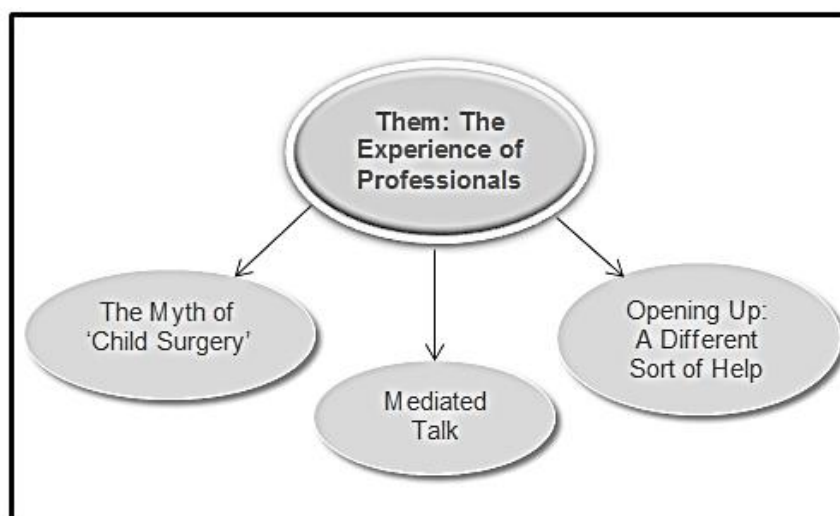 Them: The
Experience of
Professionals
The Myth of
‘Child Surgery’
Mediated
Talk
Opening Up:
A Different
Sort of Help